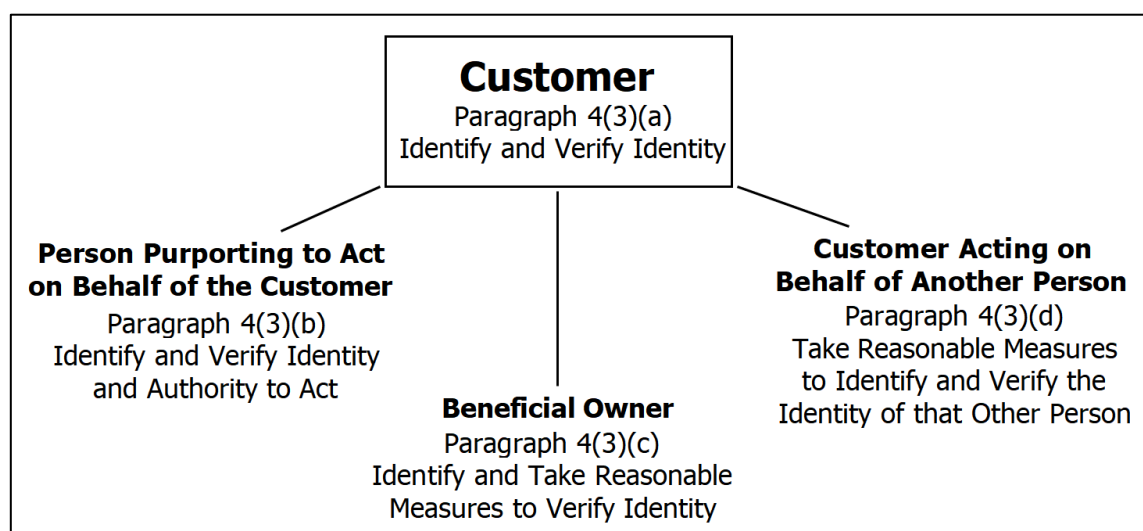 Customer
Paragraph 4(3)(a)
Identify and Verify Identity
Person Purporting to Act
on Behalf of the Customer
Paragraph 4(3)(b)
Identify and Verify Identity
and Authority to Act
Beneficial Owner
Paragraph 4(3)(c)
Identify and Take Reasonable
Measures to Verify Identity
Customer Acting on
Behalf of Another Person
Paragraph 4(3)(d)
Take Reasonable Measures
to Identify and Verify the
Identity of that Other Person